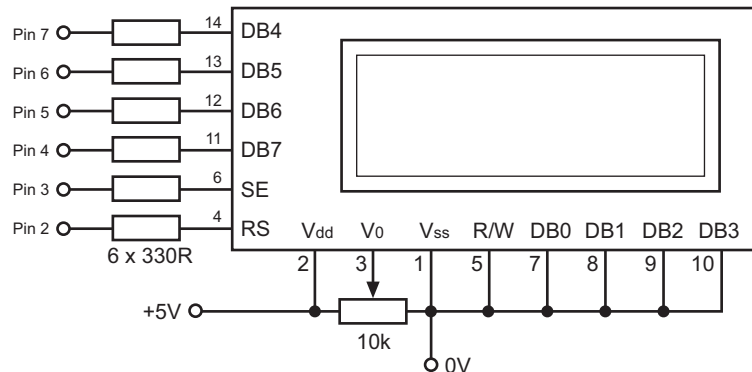 Pin 7 14 DB4
Pin 6 13 DB5
Pin 5 12 DB6
Pin 4 11 DB7
Pin 3 6 SE
Pin 2 4 RS
6 x 330R
Vdd V0 Vss R/W DB0 DB1 DB2 DB3
2 3 1 5 7 8 9 10
+5V
10k
0V